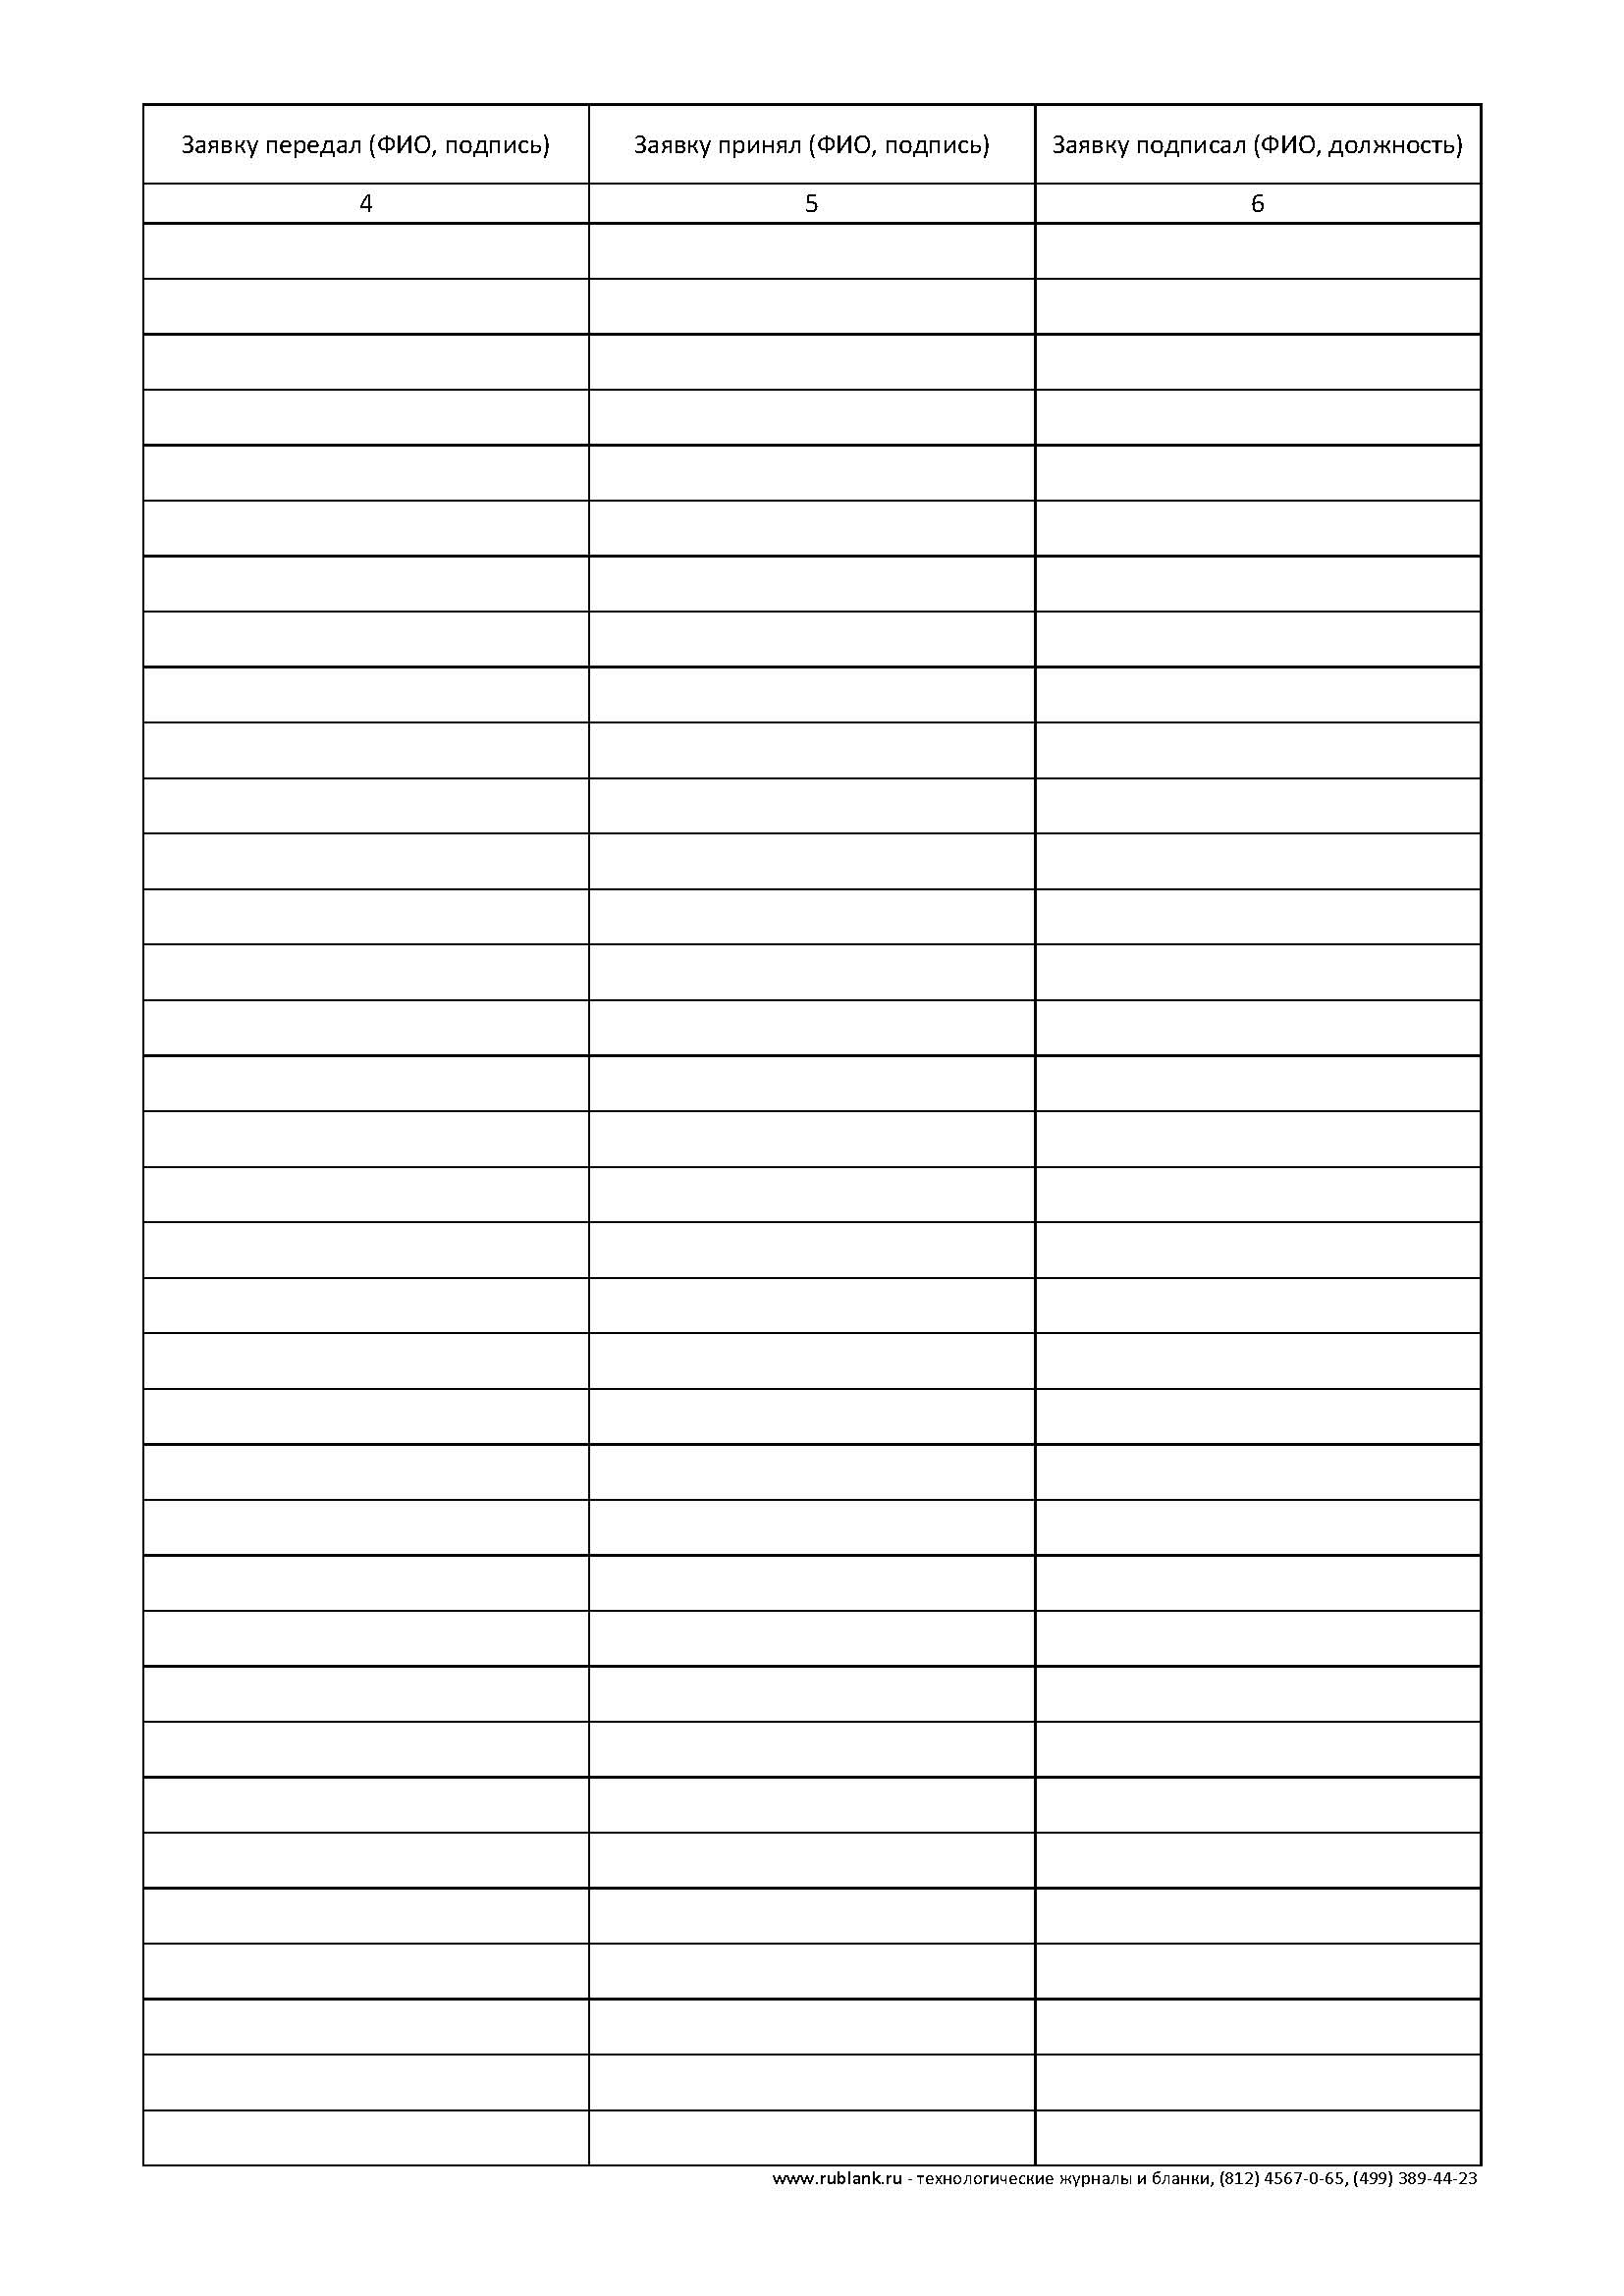 Заявку передал (ФИО, подпись) Заявку принял (ФИО, подпись) Заявку подписал (ФИО, должность)
4 5 6
www.rublank.ru - технологические журналы и бланки, (812) 4567-0-65, (499) 389-44-23